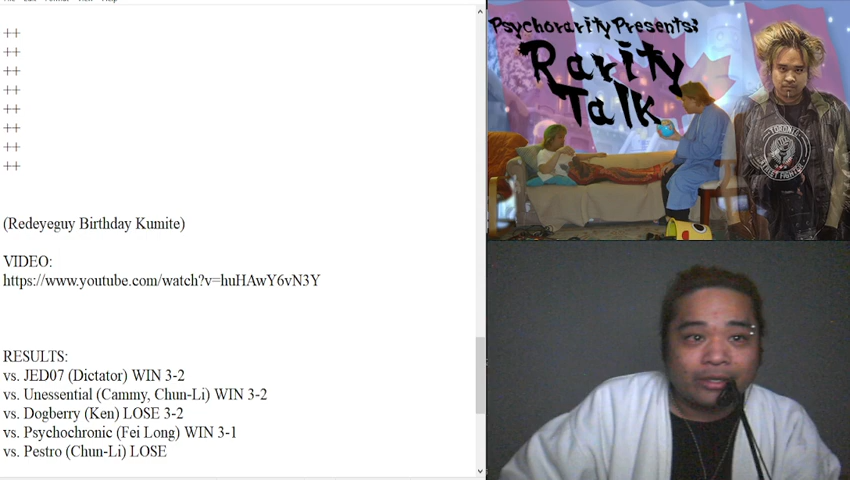 ++
++
++
++
++
++
++
++
(Redeyeguy Birthday Kumite)
VIDEO:
https://www.youtube.com/watch?v=huHAwY6vN3Y
RESULTS:
vs. JED07 (Dictator) WIN 3-2
vs. Unessential (Cammy, Chun-Li) WIN 3-2
vs. Dogberry (Ken) LOSE 3-2
vs. Psychochronic (Fei Long) WIN 3-1
vs. Pestro (Chun-Li) LOSE
Psychorarity Presents:
Rarity
Talk
TORONTO
STREET FIGHTER